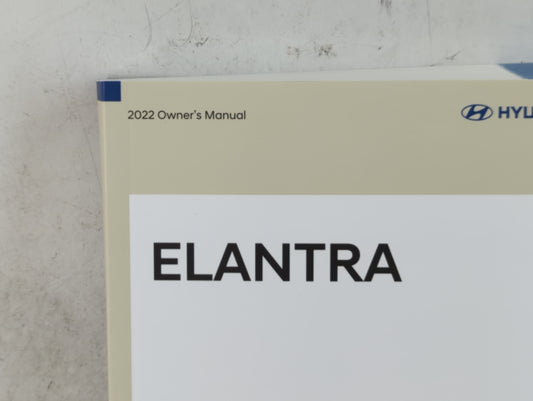 2022 Owner's Manual
HYU
ELANTRA